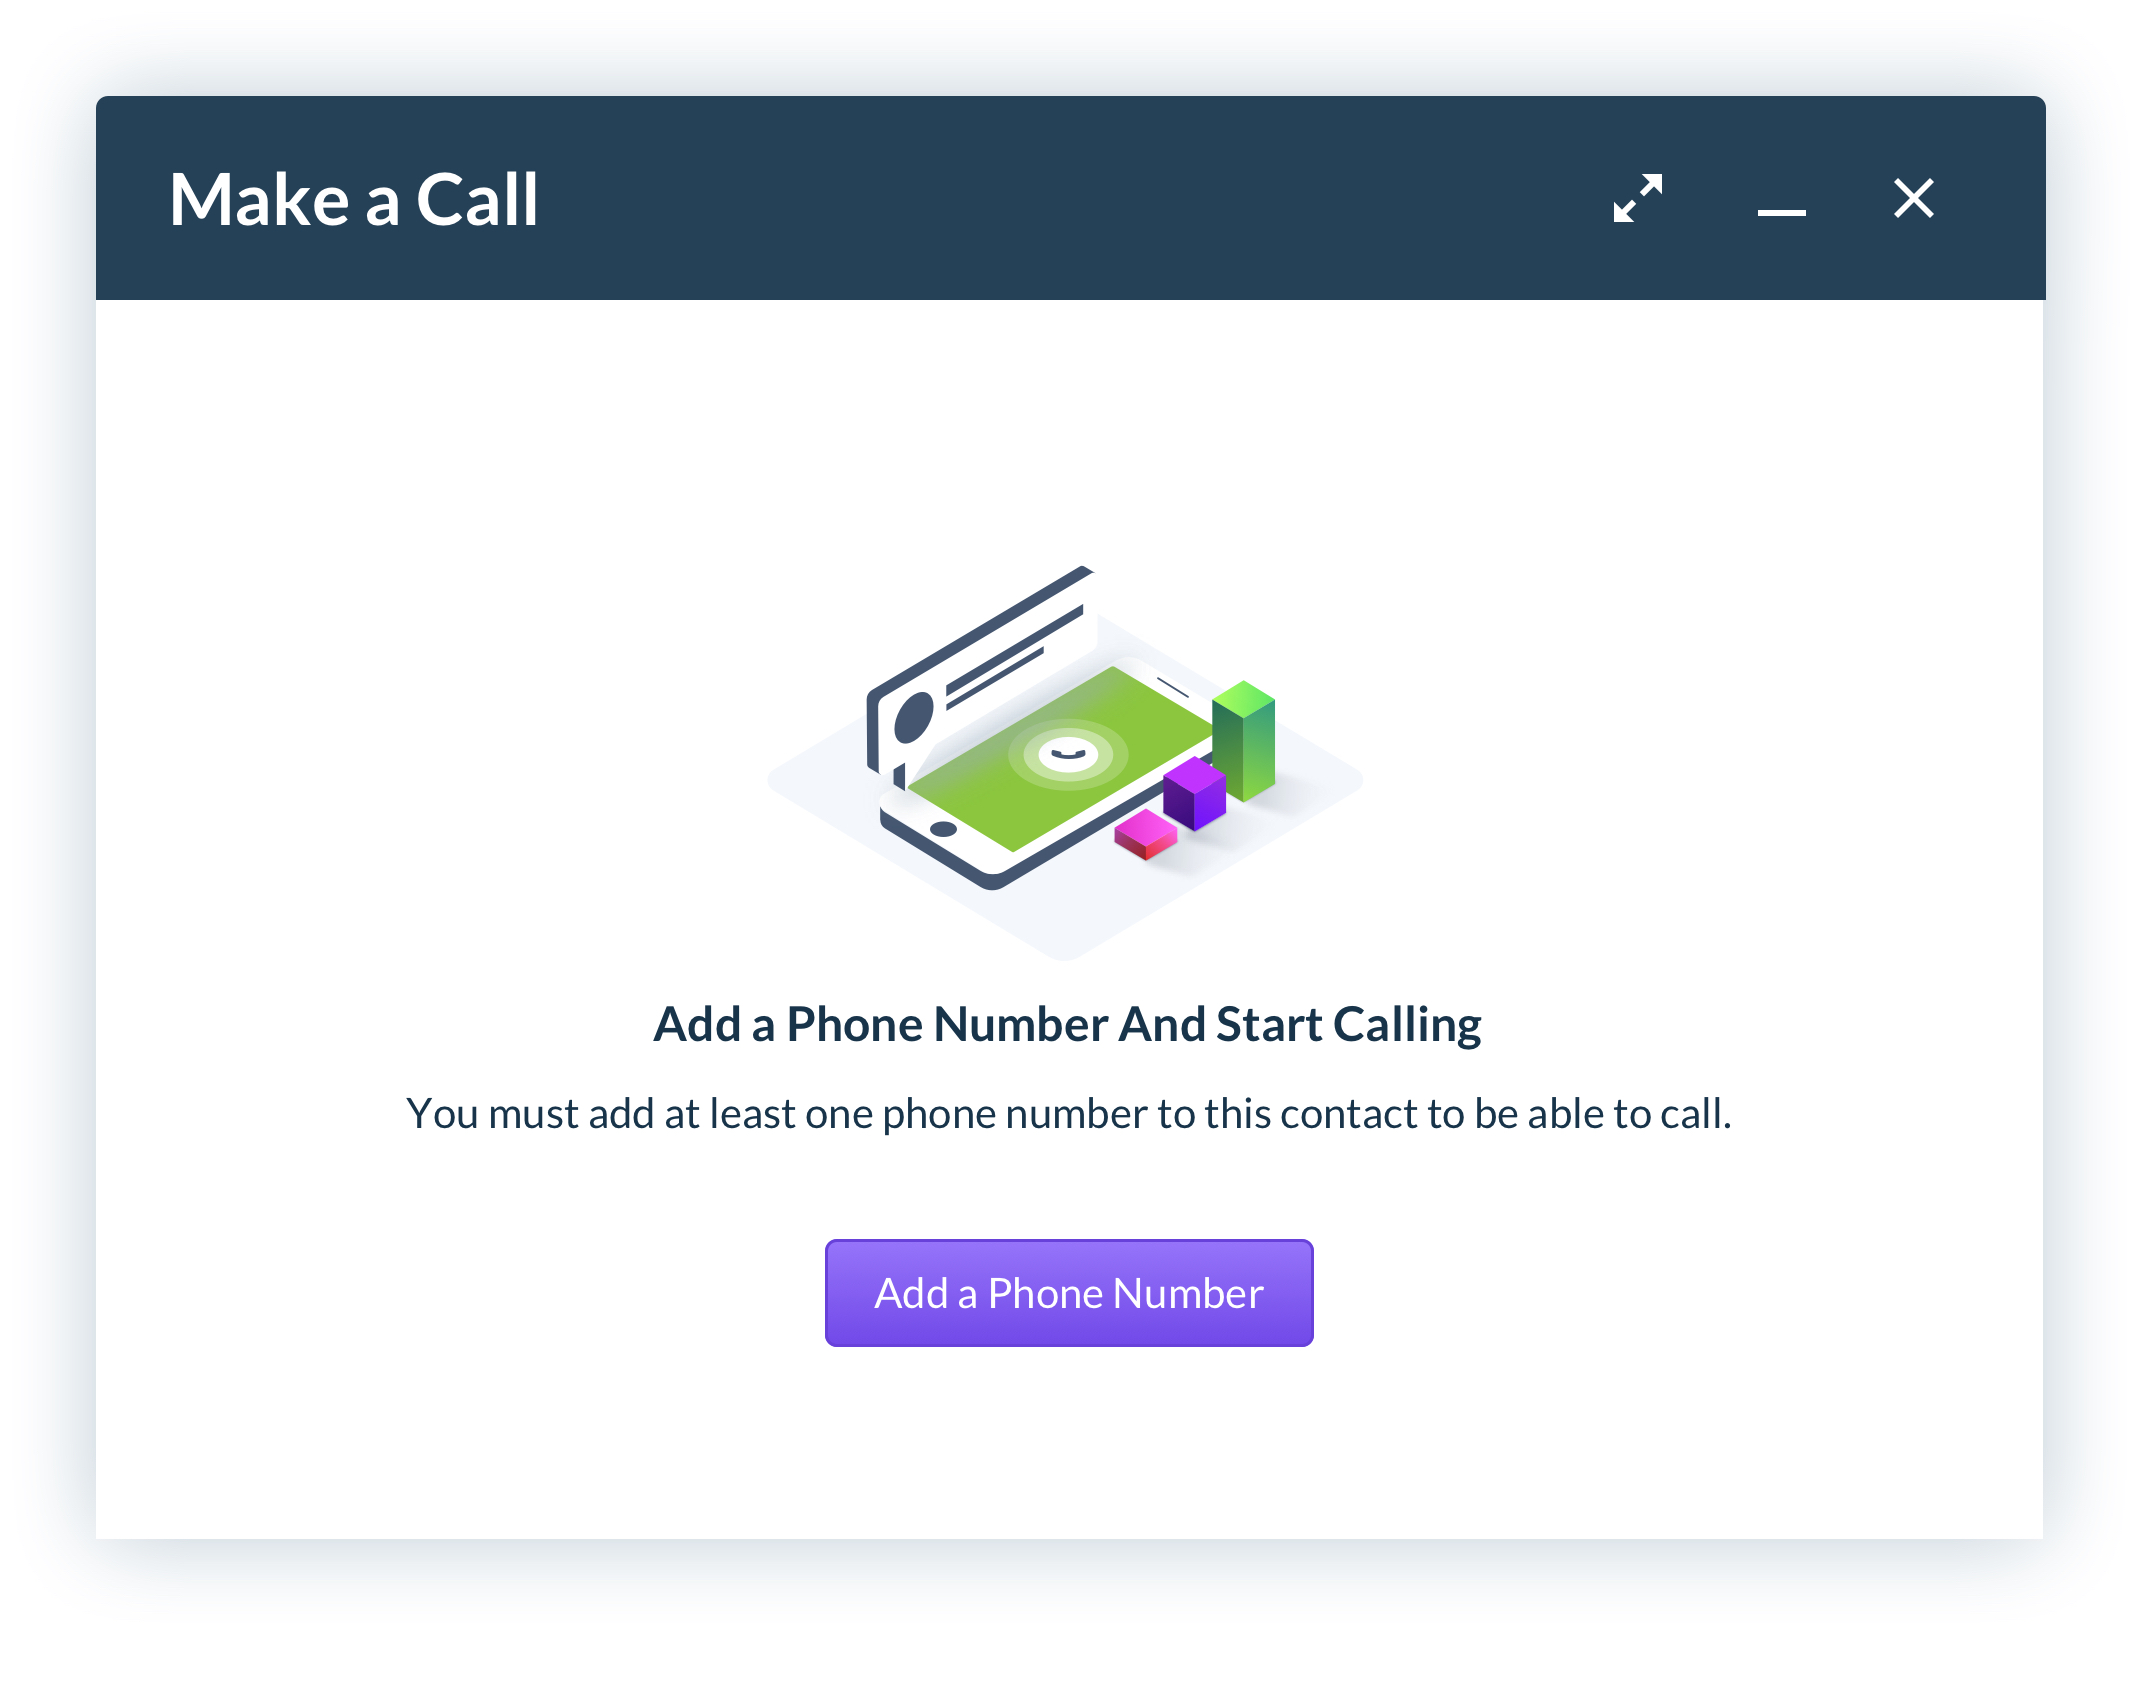 Make a Call
Add a Phone Number And Start Calling
You must add at least one phone number to this contact to be able to call.
Add a Phone Number